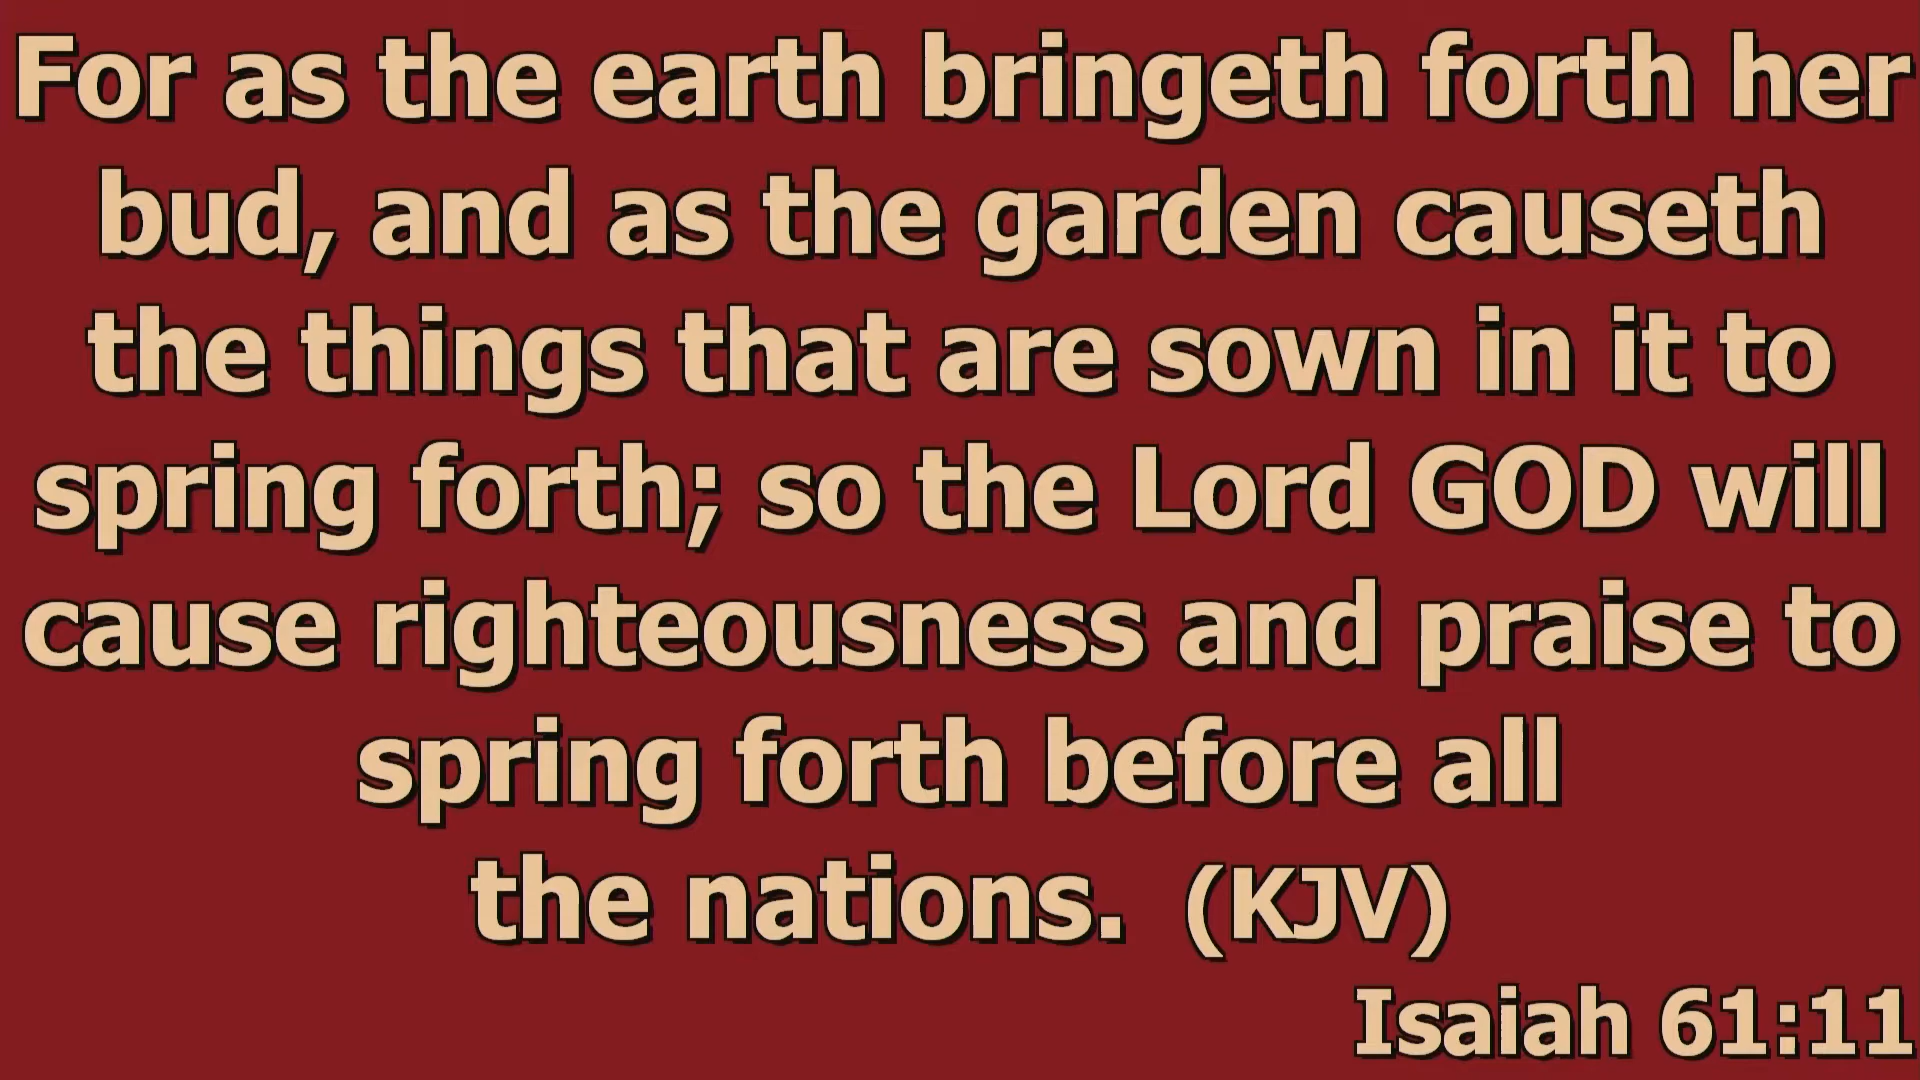 For as the earth bringeth forth her
bud, and as the garden causeth
the things that are sown in it to
spring forth; so the Lord GOD will
cause righteousness and praise to
spring forth before all
the nations. (KJV)
Isaiah 61:11